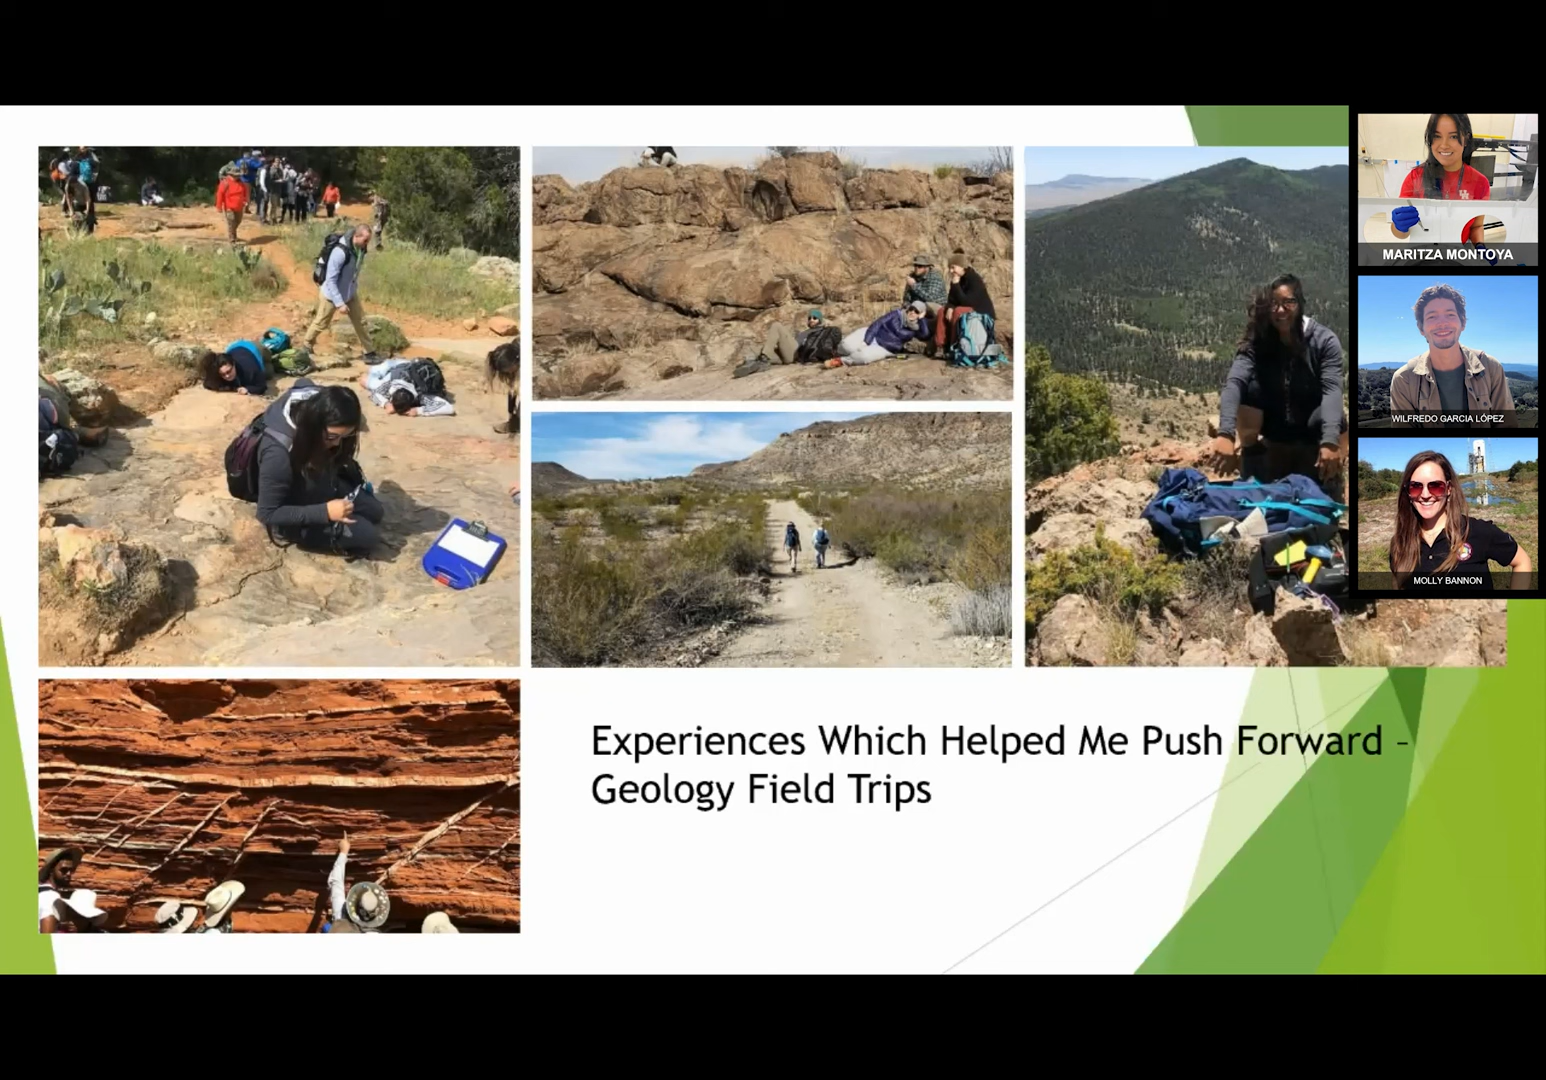 MARITZA MONTOYA
WILFREDO GARCIA LÓPEZ
MOLLY BANNON
Experiences Which Helped Me Push Forward –
Geology Field Trips